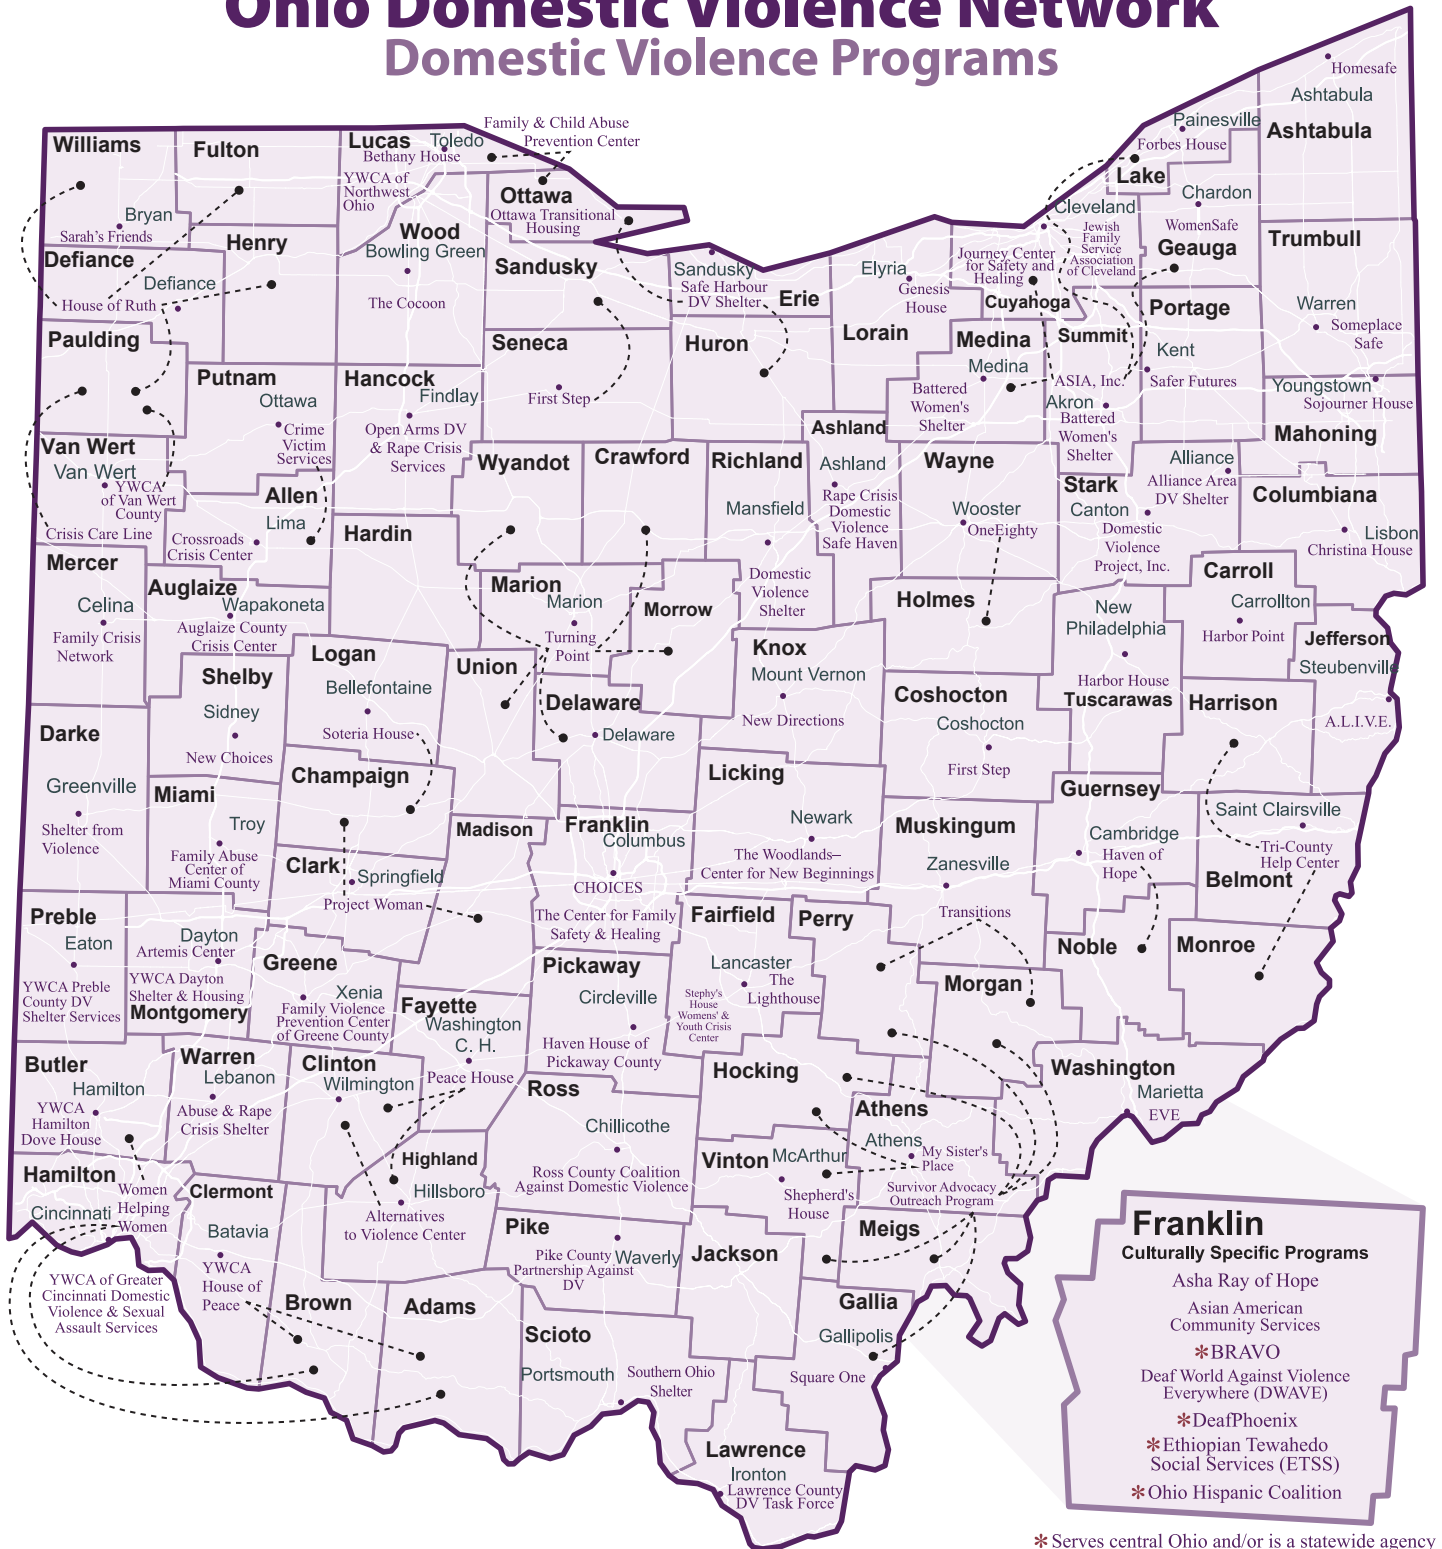 Ohio Domestic Violence Network
Domestic Violence Programs
Williams
Bryan
Sarah's Friends
Fulton
Lucas
Toledo
Bethany House
YWCA of
Northwest
Ohio
Family & Child Abuse
Prevention Center
Ottawa
Ottawa Transitional
Housing
Wood
Bowling Green
The Cocoon
Henry
Defiance
Defiance
House of Ruth
Sandusky
Sandusky
Safe Harbour
DV Shelter
Erie
Elyria
Genesis
House
Lorain
Journey Center
for Safety and
Healing
Cuyahoga
Cleveland
Jewish
Family
Service
Association
of Cleveland
Lake
Painesville
Forbes House
Chardon
WomenSafe
Geauga
Homesafe
Ashtabula
Ashtabula
Trumbull
Warren
Someplace
Safe
Portage
Kent
Safer Futures
Summit
ASIA, Inc.
Akron
Battered
Women's
Shelter
Medina
Medina
Battered
Women's
Shelter
Huron
Seneca
First Step
Paulding
Putnam
Ottawa
Crime
Victim
Services
Hancock
Findlay
Open Arms DV
& Rape Crisis
Services
Youngstown
Sojourner House
Mahoning
Van Wert
Van Wert
YWCA
of Van Wert
County
Crisis Care Line
Allen
Lima
Crossroads
Crisis Center
Wyandot
Crawford
Richland
Mansfield
Domestic
Violence
Shelter
Ashland
Ashland
Rape Crisis
Domestic
Violence
Safe Haven
Wayne
Wooster
OneEighty
Stark
Canton
Domestic
Violence
Project, Inc.
Alliance
Alliance Area
DV Shelter
Columbiana
Lisbon
Christina House
Hardin
Mercer
Celina
Family Crisis
Network
Auglaize
Wapakoneta
Auglaize County
Crisis Center
Marion
Marion
Turning
Point
Morrow
Holmes
New
Philadelphia
Harbor House
Tuscarawas
Carroll
Carrollton
Harbor Point
Jefferson
Steubenville
A.L.I.V.E.
Shelby
Sidney
New Choices
Logan
Bellefontaine
Soteria House
Union
Delaware
Delaware
Knox
Mount Vernon
New Directions
Coshocton
Coshocton
First Step
Harrison
Darke
Greenville
Shelter from
Violence
Miami
Troy
Family Abuse
Center of
Miami County
Champaign
Clark
Springfield
Project Woman
Madison
Franklin
Columbus
CHOICES
The Center for Family
Safety & Healing
Licking
Newark
The Woodlands–
Center for New Beginnings
Muskingum
Zanesville
Transitions
Guernsey
Cambridge
Haven of
Hope
Saint Clairsville
Tri-County
Help Center
Belmont
Preble
Eaton
YWCA Preble
County DV
Shelter Services
Dayton
Artemis Center
YWCA Dayton
Shelter & Housing
Montgomery
Greene
Xenia
Family Violence
Prevention Center
of Greene County
Fayette
Washington
C. H.
Peace House
Pickaway
Circleville
Haven House of
Pickaway County
Fairfield
Lancaster
The
Lighthouse
Stephy's
House
Womens' &
Youth Crisis
Center
Perry
Morgan
Noble
Monroe
Butler
Hamilton
YWCA
Hamilton
Dove House
Warren
Lebanon
Abuse & Rape
Crisis Shelter
Clinton
Wilmington
Ross
Chillicothe
Ross County Coalition
Against Domestic Violence
Hocking
Athens
Athens
My Sister's
Place
Survivor Advocacy
Outreach Program
Washington
Marietta
EVE
Hamilton
Cincinnati
Women
Helping
Women
YWCA of Greater
Cincinnati Domestic
Violence & Sexual
Assault Services
Clermont
Batavia
YWCA
House of
Peace
Highland
Hillsboro
Alternatives
to Violence Center
Vinton
McArthur
Shepherd's
House
Meigs
Pike
Pike County
Partnership Against
DV
Waverly
Jackson
Brown
Adams
Scioto
Portsmouth
Southern Ohio
Shelter
Gallia
Gallipolis
Square One
Lawrence
Ironton
Lawrence County
DV Task Force
Franklin
Culturally Specific Programs
Asha Ray of Hope
Asian American
Community Services
*BRAVO
Deaf World Against Violence
Everywhere (DWAVE)
*DeafPhoenix
*Ethiopian Tewahedo
Social Services (ETSS)
*Ohio Hispanic Coalition
* Serves central Ohio and/or is a statewide agency